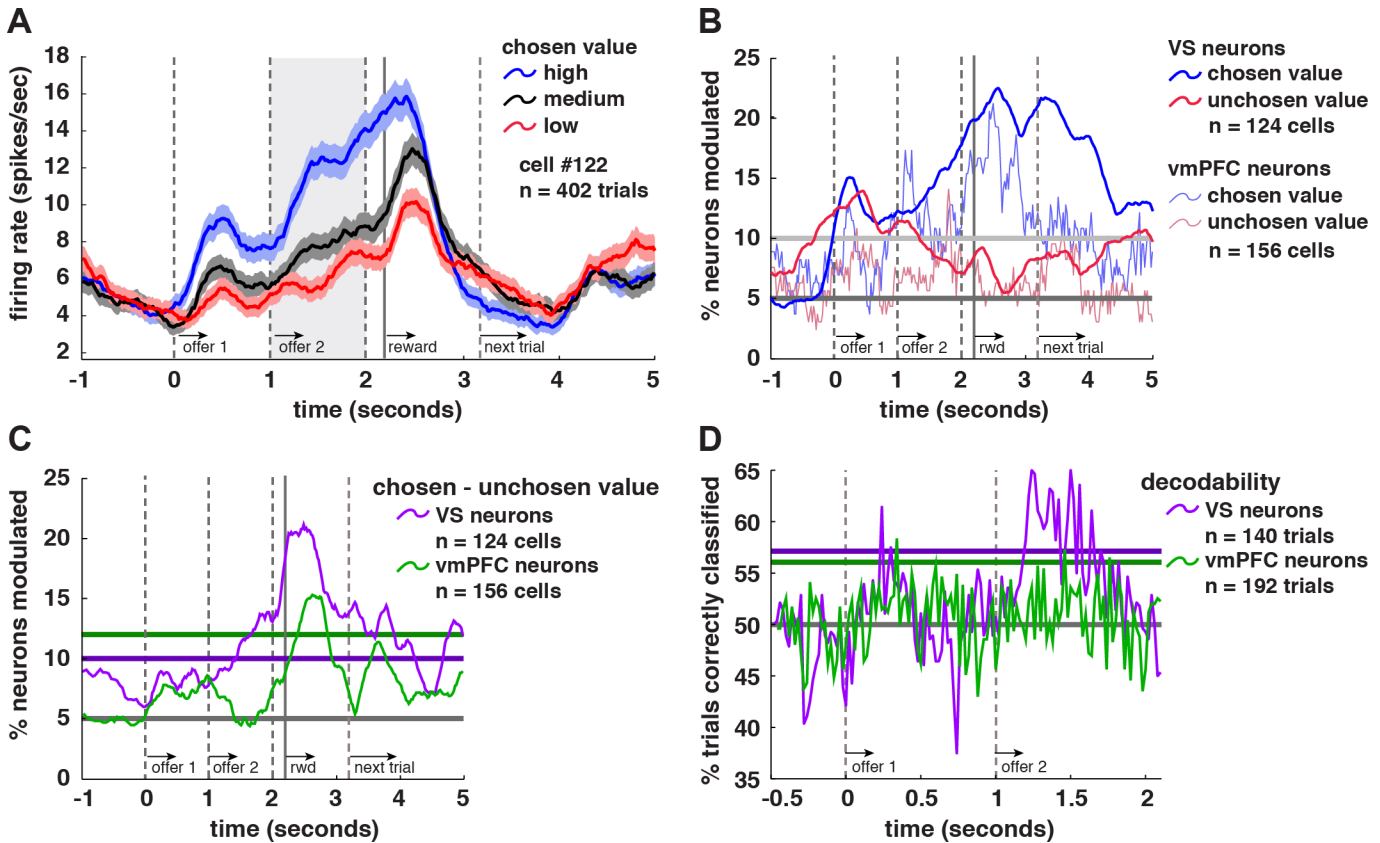 A
firing rate (spikes/sec)
18
16
14
12
10
8
6
4
2
chosen value
high
medium
low
cell #122
n = 402 trials
offer 1
offer 2
reward
next trial
-1 0 1 2 3 4 5
time (seconds)
B
% neurons modulated
25
20
15
10
5
0
VS neurons
chosen value
unchosen value
n = 124 cells
vmPFC neurons
chosen value
unchosen value
n = 156 cells
offer 1
offer 2
rwd
next trial
-1 0 1 2 3 4 5
time (seconds)
C
% neurons modulated
25
20
15
10
5
0
chosen - unchosen value
VS neurons
n = 124 cells
vmPFC neurons
n = 156 cells
offer 1
offer 2
rwd
next trial
-1 0 1 2 3 4 5
time (seconds)
D
% trials correctly classified
65
60
55
50
45
40
35
decodability
VS neurons
n = 140 trials
vmPFC neurons
n = 192 trials
offer 1
offer 2
-0.5 0 0.5 1 1.5 2
time (seconds)